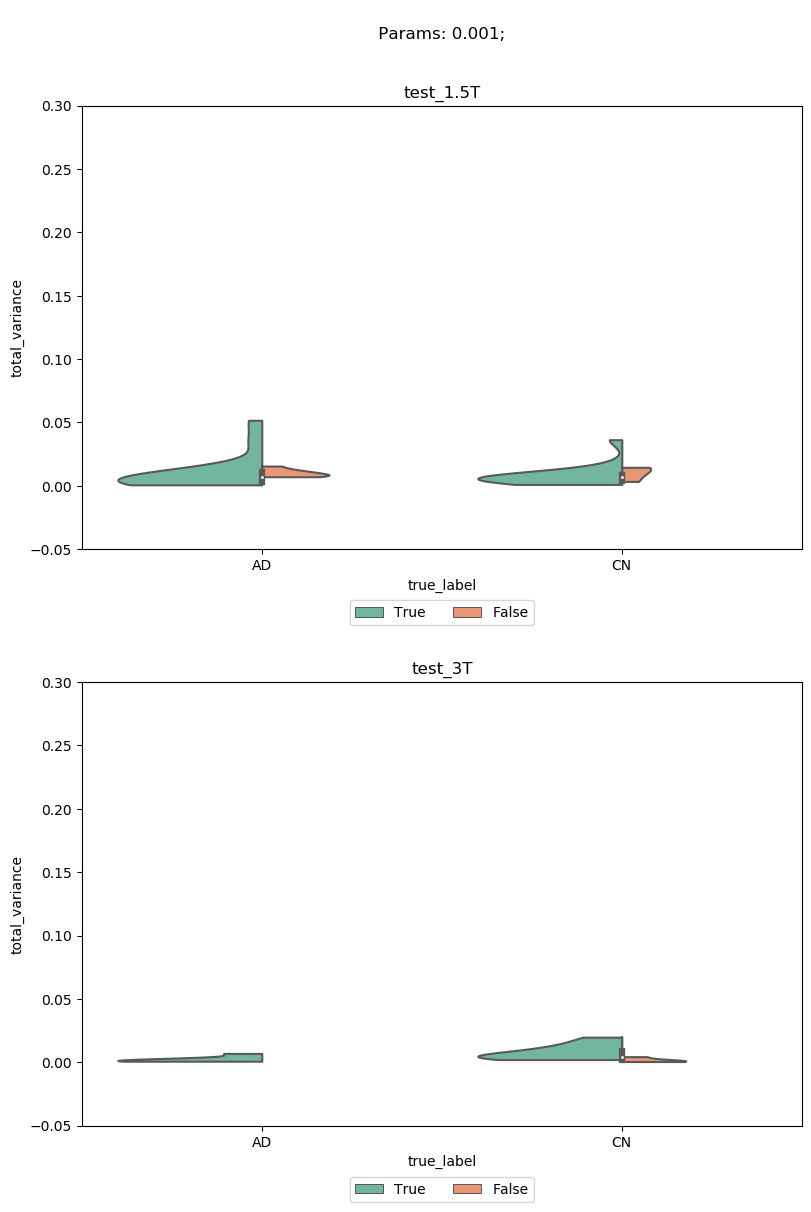 Params: 0.001;
test_1.5T
0.30
0.25
0.20
0.15
0.10
0.05
0.00
−0.05
total_variance
AD CN
true_label
True False
test_3T
0.30
0.25
0.20
0.15
0.10
0.05
0.00
−0.05
total_variance
AD CN
true_label
True False